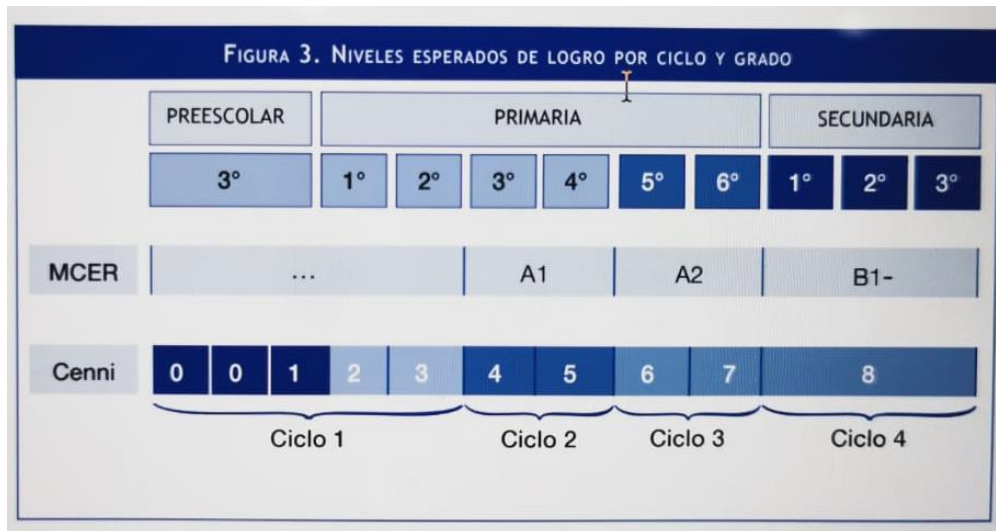 FIGURA 3. NIVELES ESPERADOS DE LOGRO POR CICLO Y GRADO
PREESCOLAR PRIMARIA SECUNDARIA
3° 1° 2° 3° 4° 5° 6° 1° 2° 3°
MCER ... A1 A2 B1-
Cenni 0 0 1 2 3 4 5 6 7 8
Ciclo 1 Ciclo 2 Ciclo 3 Ciclo 4